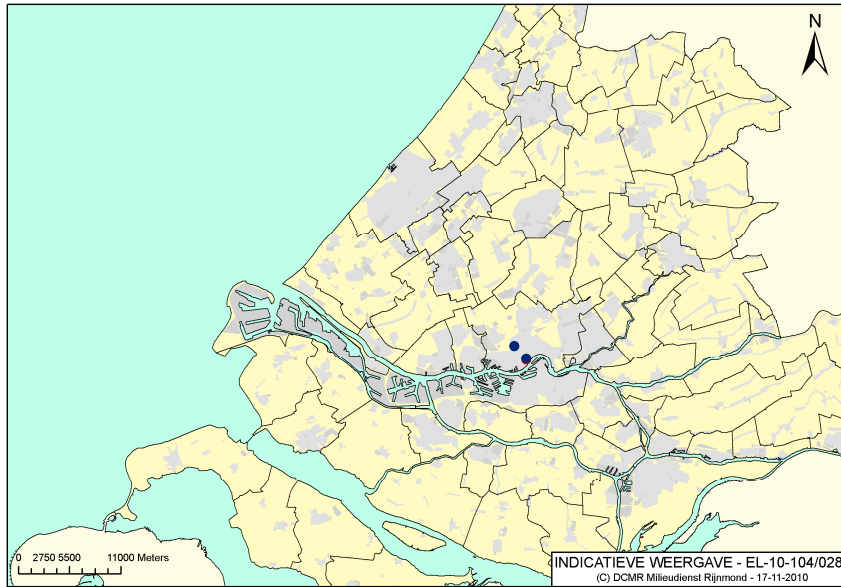 N
0 2750 5500 11000 Meters
INDICATIEVE WEERGAVE - EL-10-104/028
(C) DCMR Milieudienst Rijnmond - 17-11-2010